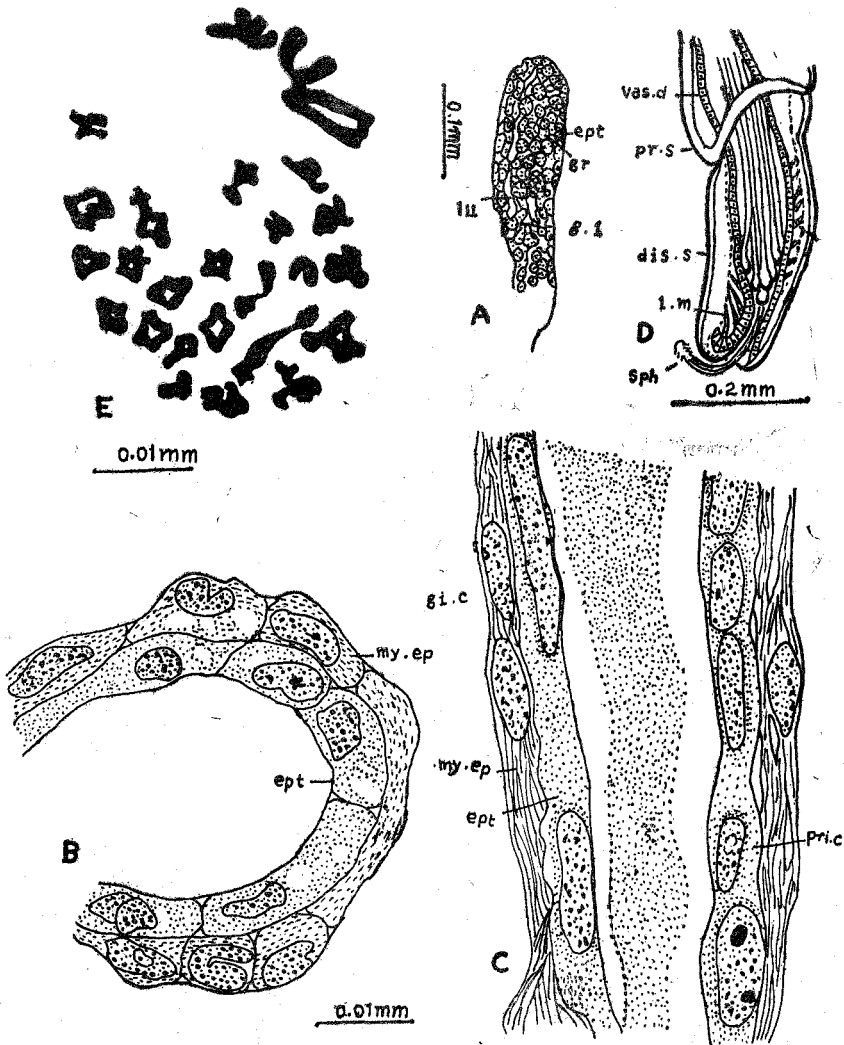 0.1mm
ept
gr
lu
g.l
A
vas.d
pr.s
dis.s
l.m
D
Sph
0.2mm
E
0.01mm
gi.c
my.ep
my.ep
ept
ept
pri.c
B
C
0.01mm